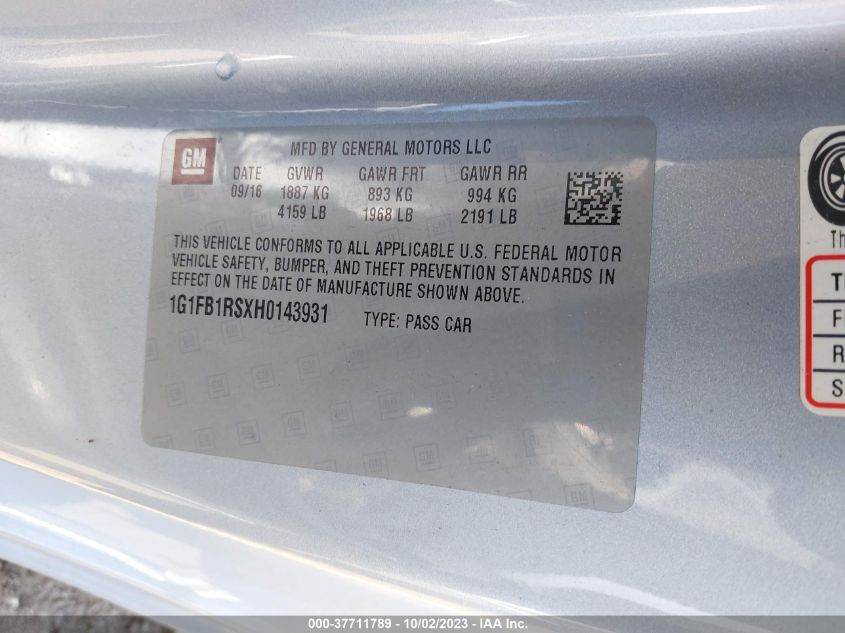 GM
MFD BY GENERAL MOTORS LLC
DATE GVWR GAWR FRT GAWR RR
09/16 1887 KG 893 KG 994 KG
4159 LB 1968 LB 2191 LB
THIS VEHICLE CONFORMS TO ALL APPLICABLE U.S. FEDERAL MOTOR
VEHICLE SAFETY, BUMPER, AND THEFT PREVENTION STANDARDS IN
EFFECT ON THE DATE OF MANUFACTURE SHOWN ABOVE.
1G1FB1RSXH0143931 TYPE: PASS CAR
Th
T
F
R
S
000-37711789 - 10/02/2023 - IAA Inc.